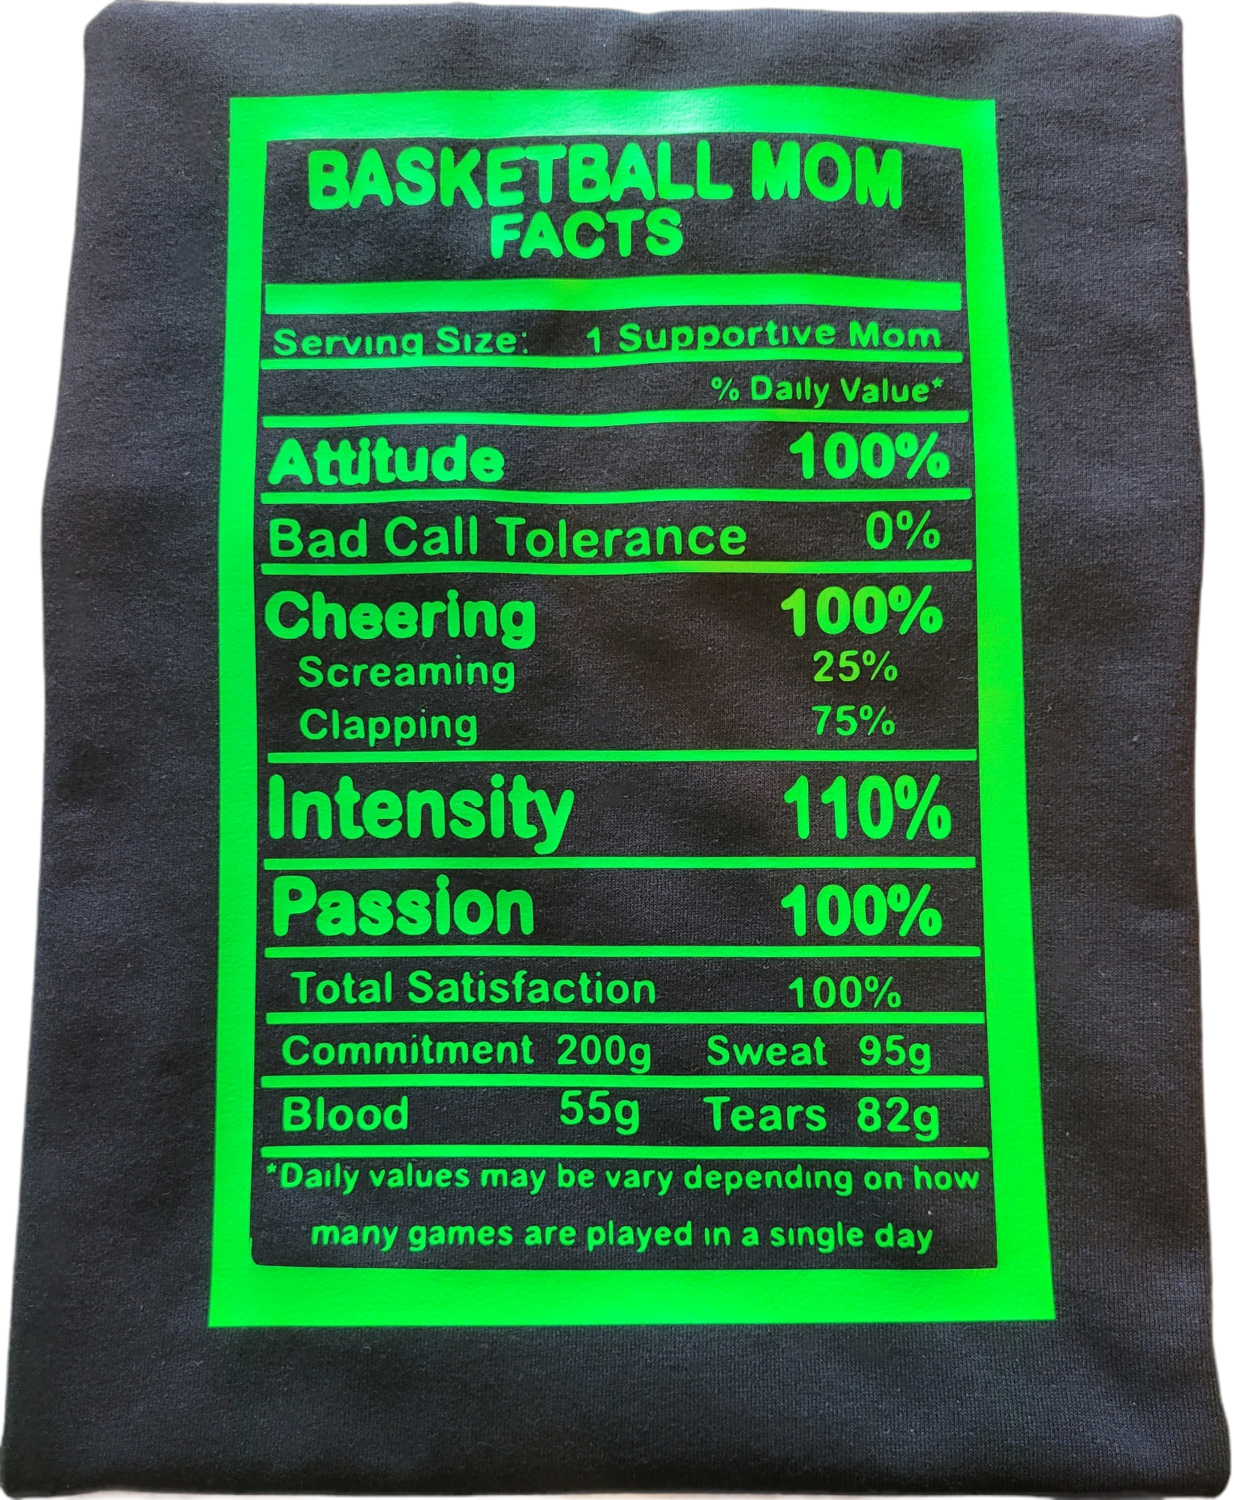 BASKETBALL MOM
FACTS
Serving Size: 1 Supportive Mom
% Daily Value*
Attitude 100%
Bad Call Tolerance 0%
Cheering 100%
Screaming 25%
Clapping 75%
Intensity 110%
Passion 100%
Total Satisfaction 100%
Commitment 200g Sweat 95g
Blood 55g Tears 82g
*Daily values may be vary depending on how
many games are played in a single day